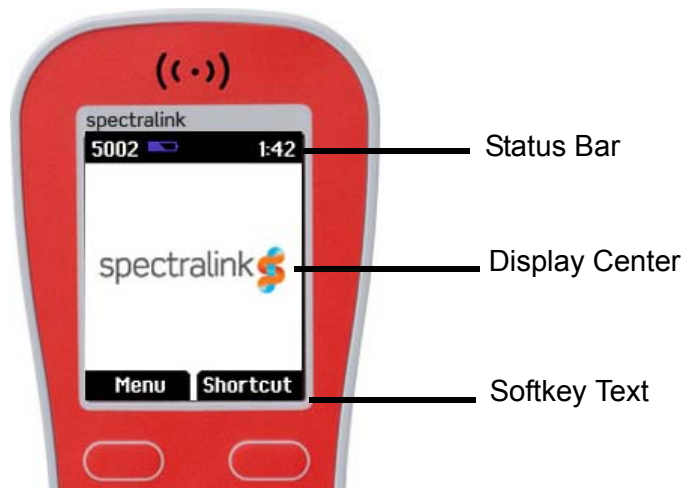 spectralink
5002 1:42
Status Bar
spectralink
Display Center
Menu Shortcut
Softkey Text